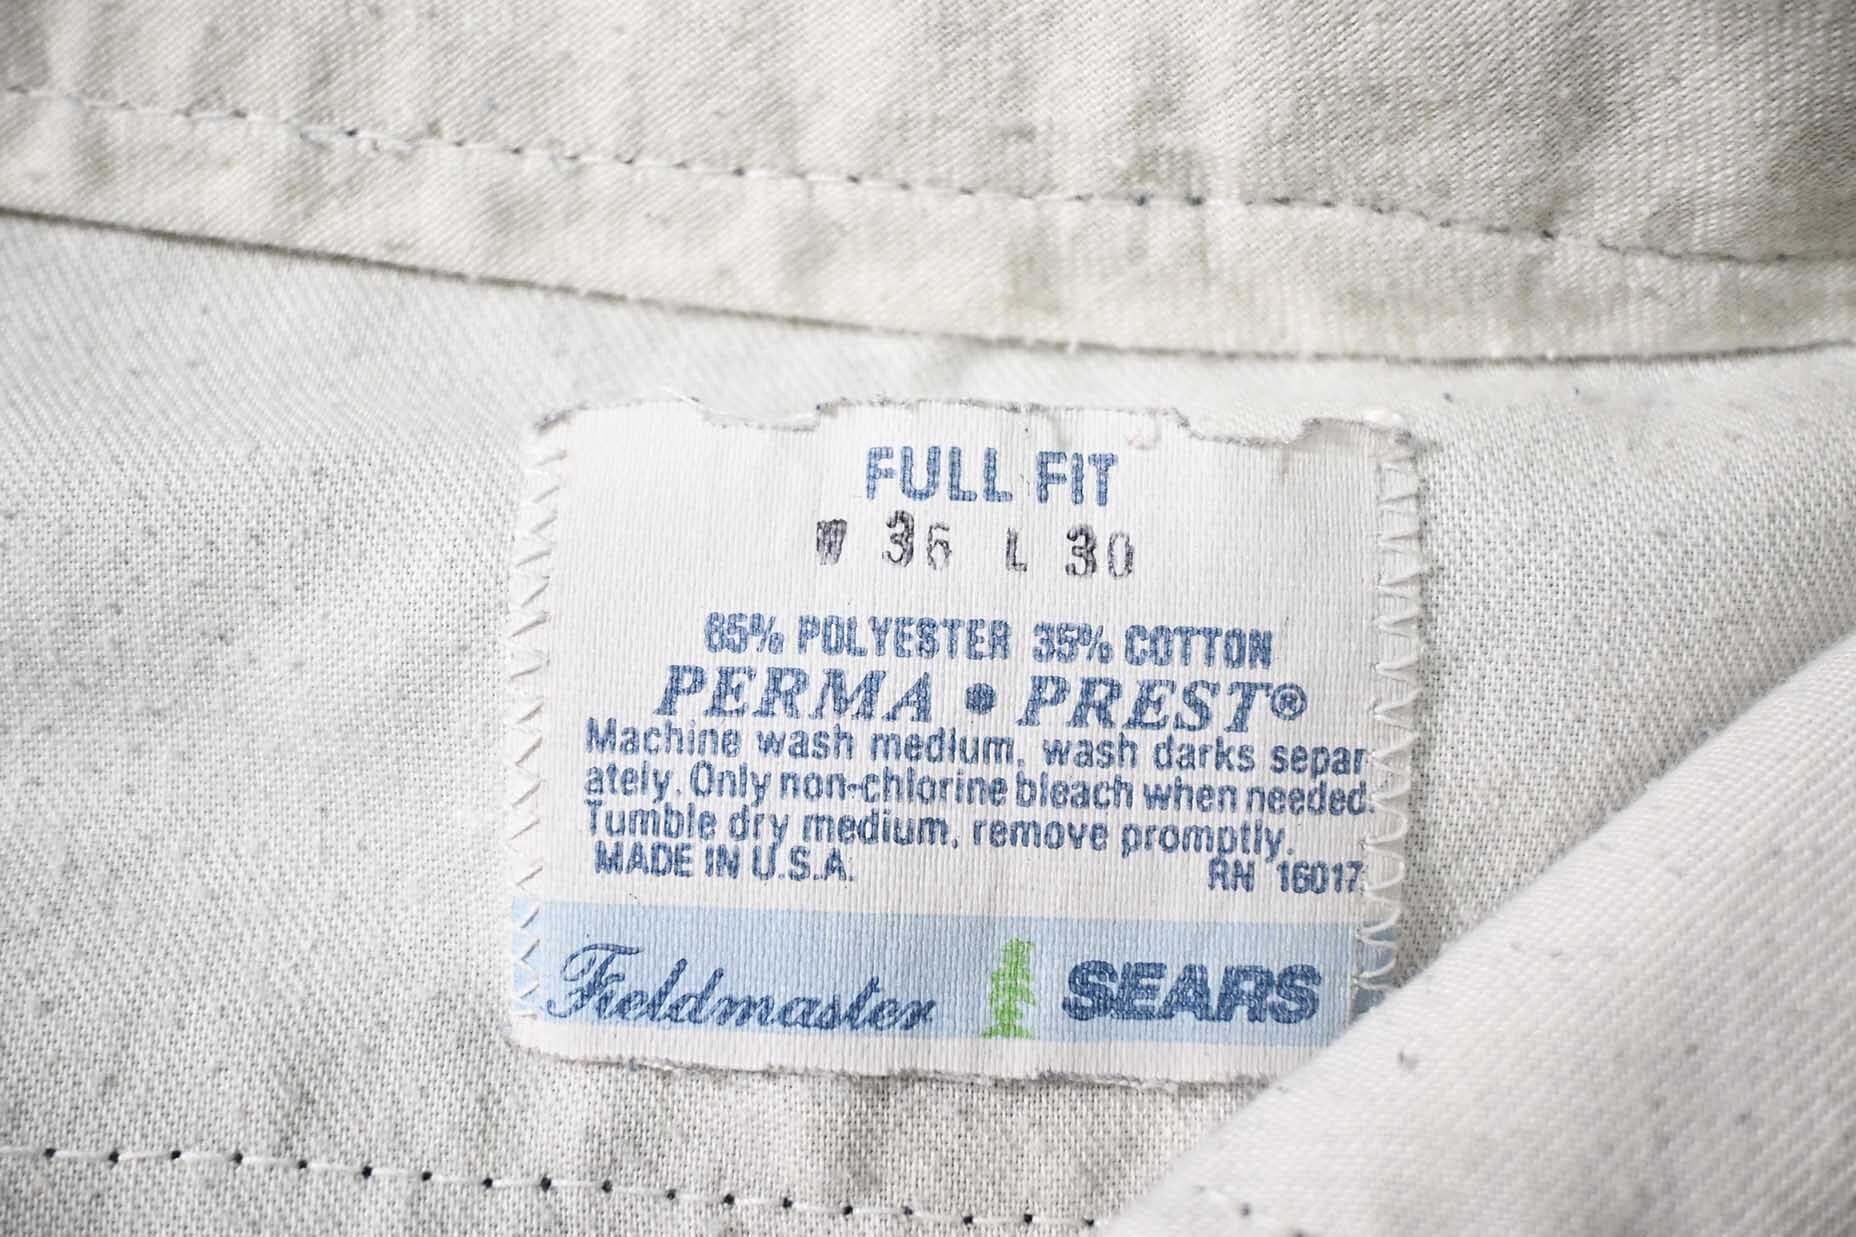 FULL FIT
W 36 L 30
65% POLYESTER 35% COTTON
PERMA • PREST®
Machine wash medium, wash darks separ
ately. Only non-chlorine bleach when needed.
Tumble dry medium, remove promptly.
MADE IN U.S.A. RN 16017
Fieldmaster SEARS